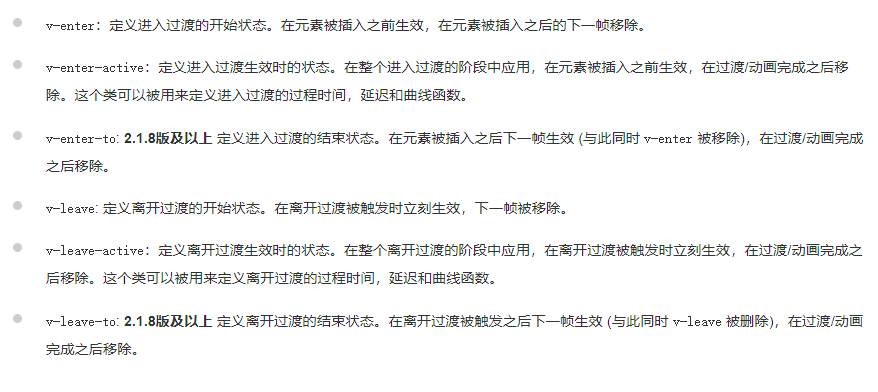 v-enter：定义进入过渡的开始状态。在元素被插入之前生效，在元素被插入之后的下一帧移除。
v-enter-active：定义进入过渡生效时的状态。在整个进入过渡的阶段中应用，在元素被插入之前生效，在过渡/动画完成之后移
除。这个类可以被用来定义进入过渡的过程时间，延迟和曲线函数。
v-enter-to: 2.1.8版及以上 定义进入过渡的结束状态。在元素被插入之后下一帧生效 (与此同时 v-enter 被移除)，在过渡/动画完成
之后移除。
v-leave: 定义离开过渡的开始状态。在离开过渡被触发时立刻生效，下一帧被移除。
v-leave-active：定义离开过渡生效时的状态。在整个离开过渡的阶段中应用，在离开过渡被触发时立刻生效，在过渡/动画完成之
后移除。这个类可以被用来定义离开过渡的过程时间，延迟和曲线函数。
v-leave-to: 2.1.8版及以上 定义离开过渡的结束状态。在离开过渡被触发之后下一帧生效 (与此同时 v-leave 被删除)，在过渡/动画
完成之后移除。